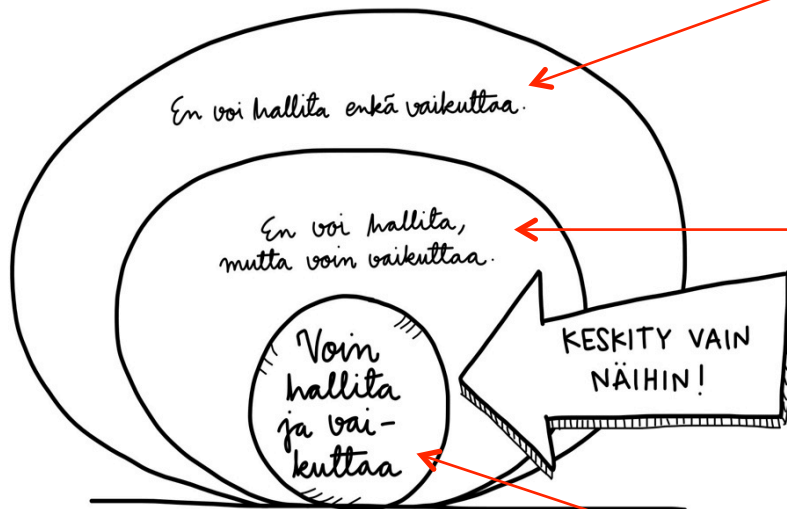 En voi hallita enkä vaikuttaa.
En voi hallita,
mutta voin vaikuttaa.
KESKITY VAIN
NÄIHIN!
Voin
hallita
ja vai-
kuttaa